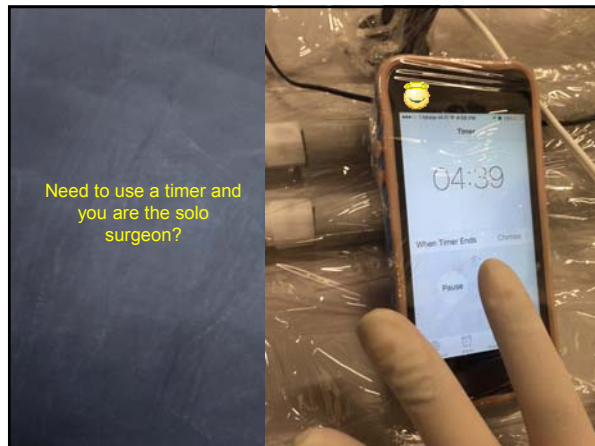 Need to use a timer and
you are the solo
surgeon?
Timer
04:39
When Timer Ends
Chimes
Pause